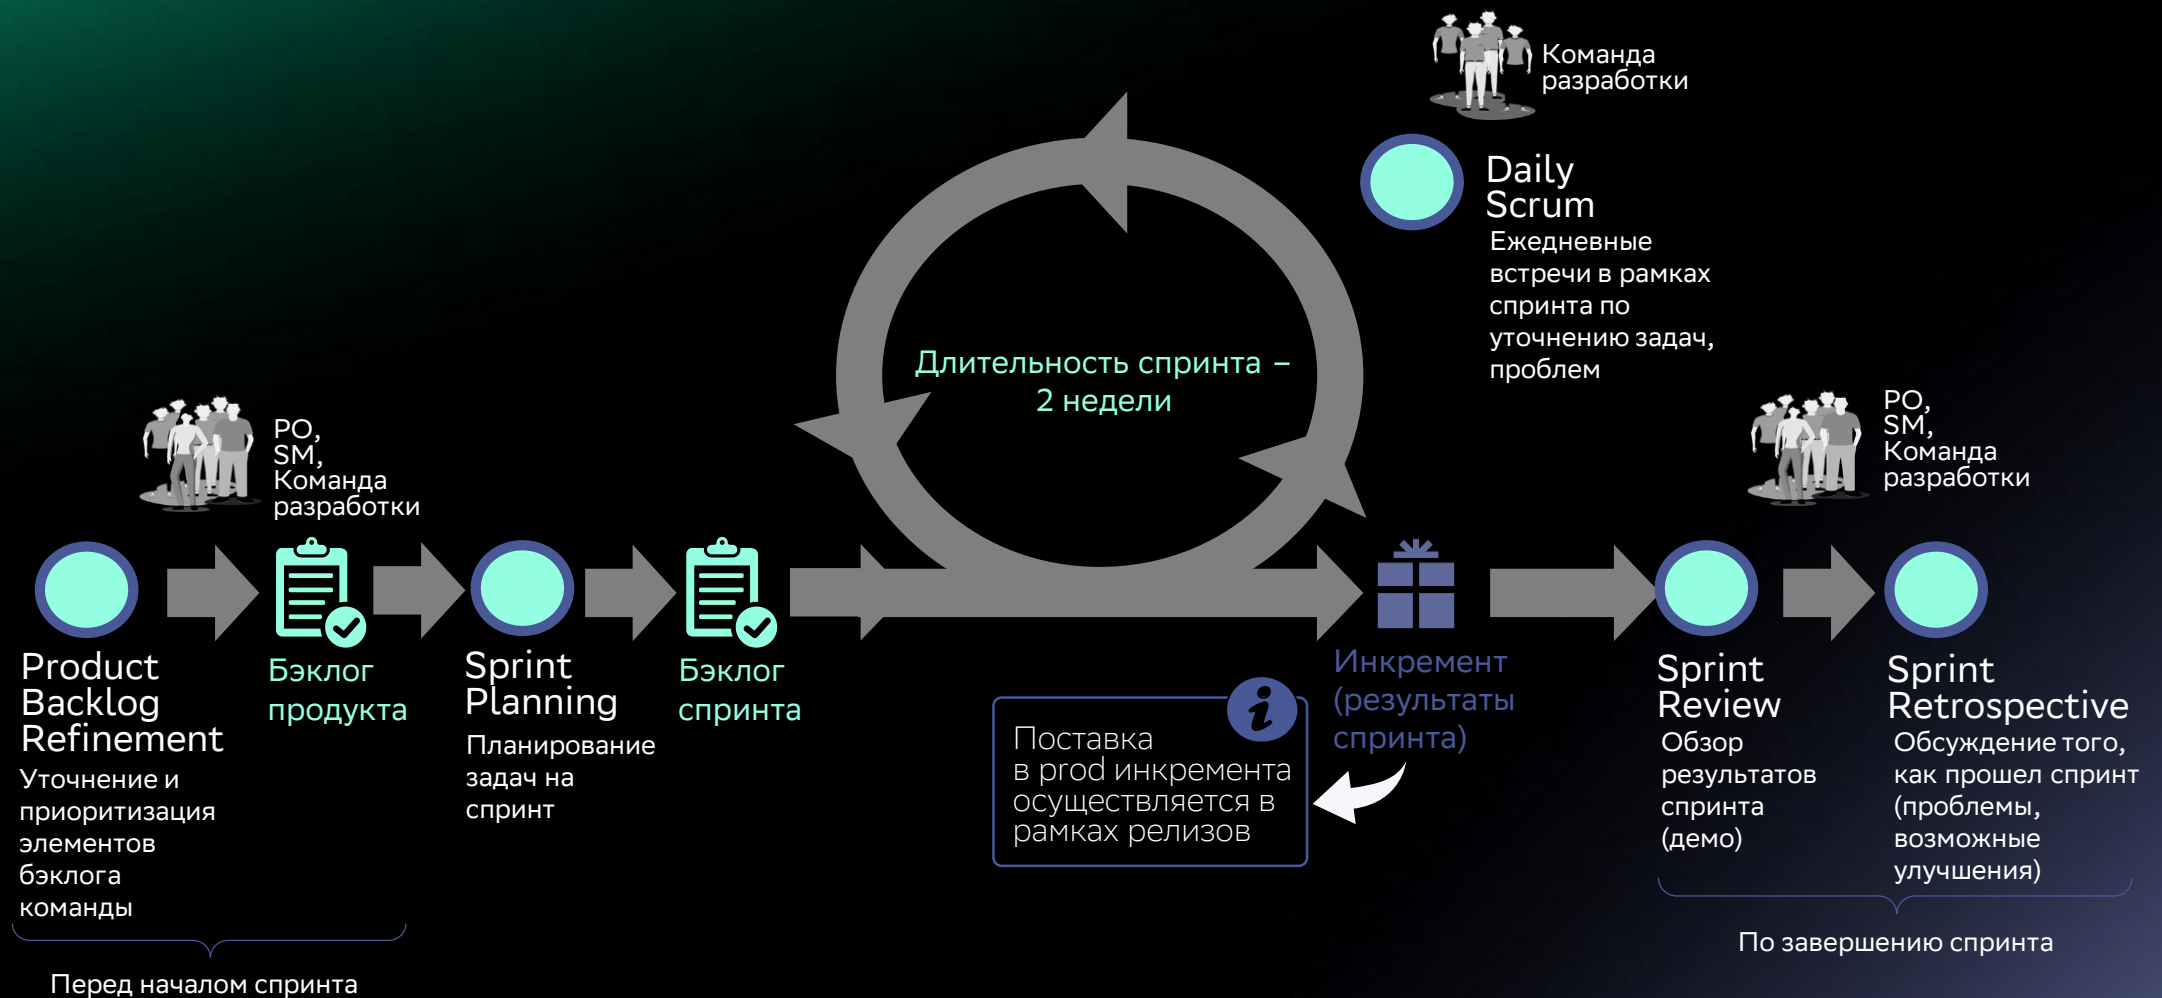 Команда
разработки
Daily
Scrum
Ежедневные
встречи в рамках
спринта по
уточнению задач,
проблем
Длительность спринта –
2 недели
PO,
SM,
Команда
разработки
PO,
SM,
Команда
разработки
Product
Backlog
Refinement
Уточнение и
приоритизация
элементов
бэклога
команды
Перед началом спринта
Бэклог
продукта
Sprint
Planning
Планирование
задач на
спринт
Бэклог
спринта
Поставка
в prod инкремента
осуществляется в
рамках релизов
i
Инкремент
(результаты
спринта)
Sprint
Review
Обзор
результатов
спринта
(демо)
Sprint
Retrospective
Обсуждение того,
как прошел спринт
(проблемы,
возможные
улучшения)
По завершению спринта